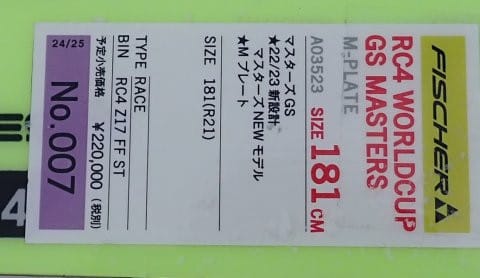 FISCHER
RC4 WORLDCUP
GS MASTERS
M-PLATE
A03523 SIZE 181CM
マスターズGS
★22/23 新設計
マスターズNEWモデル
★Mプレート
SIZE 181(R21)
TYPE RACE
BIN RC4 Z17 FF ST
予定小売価格 ¥220,000 (税別)
24/25
No.007
4